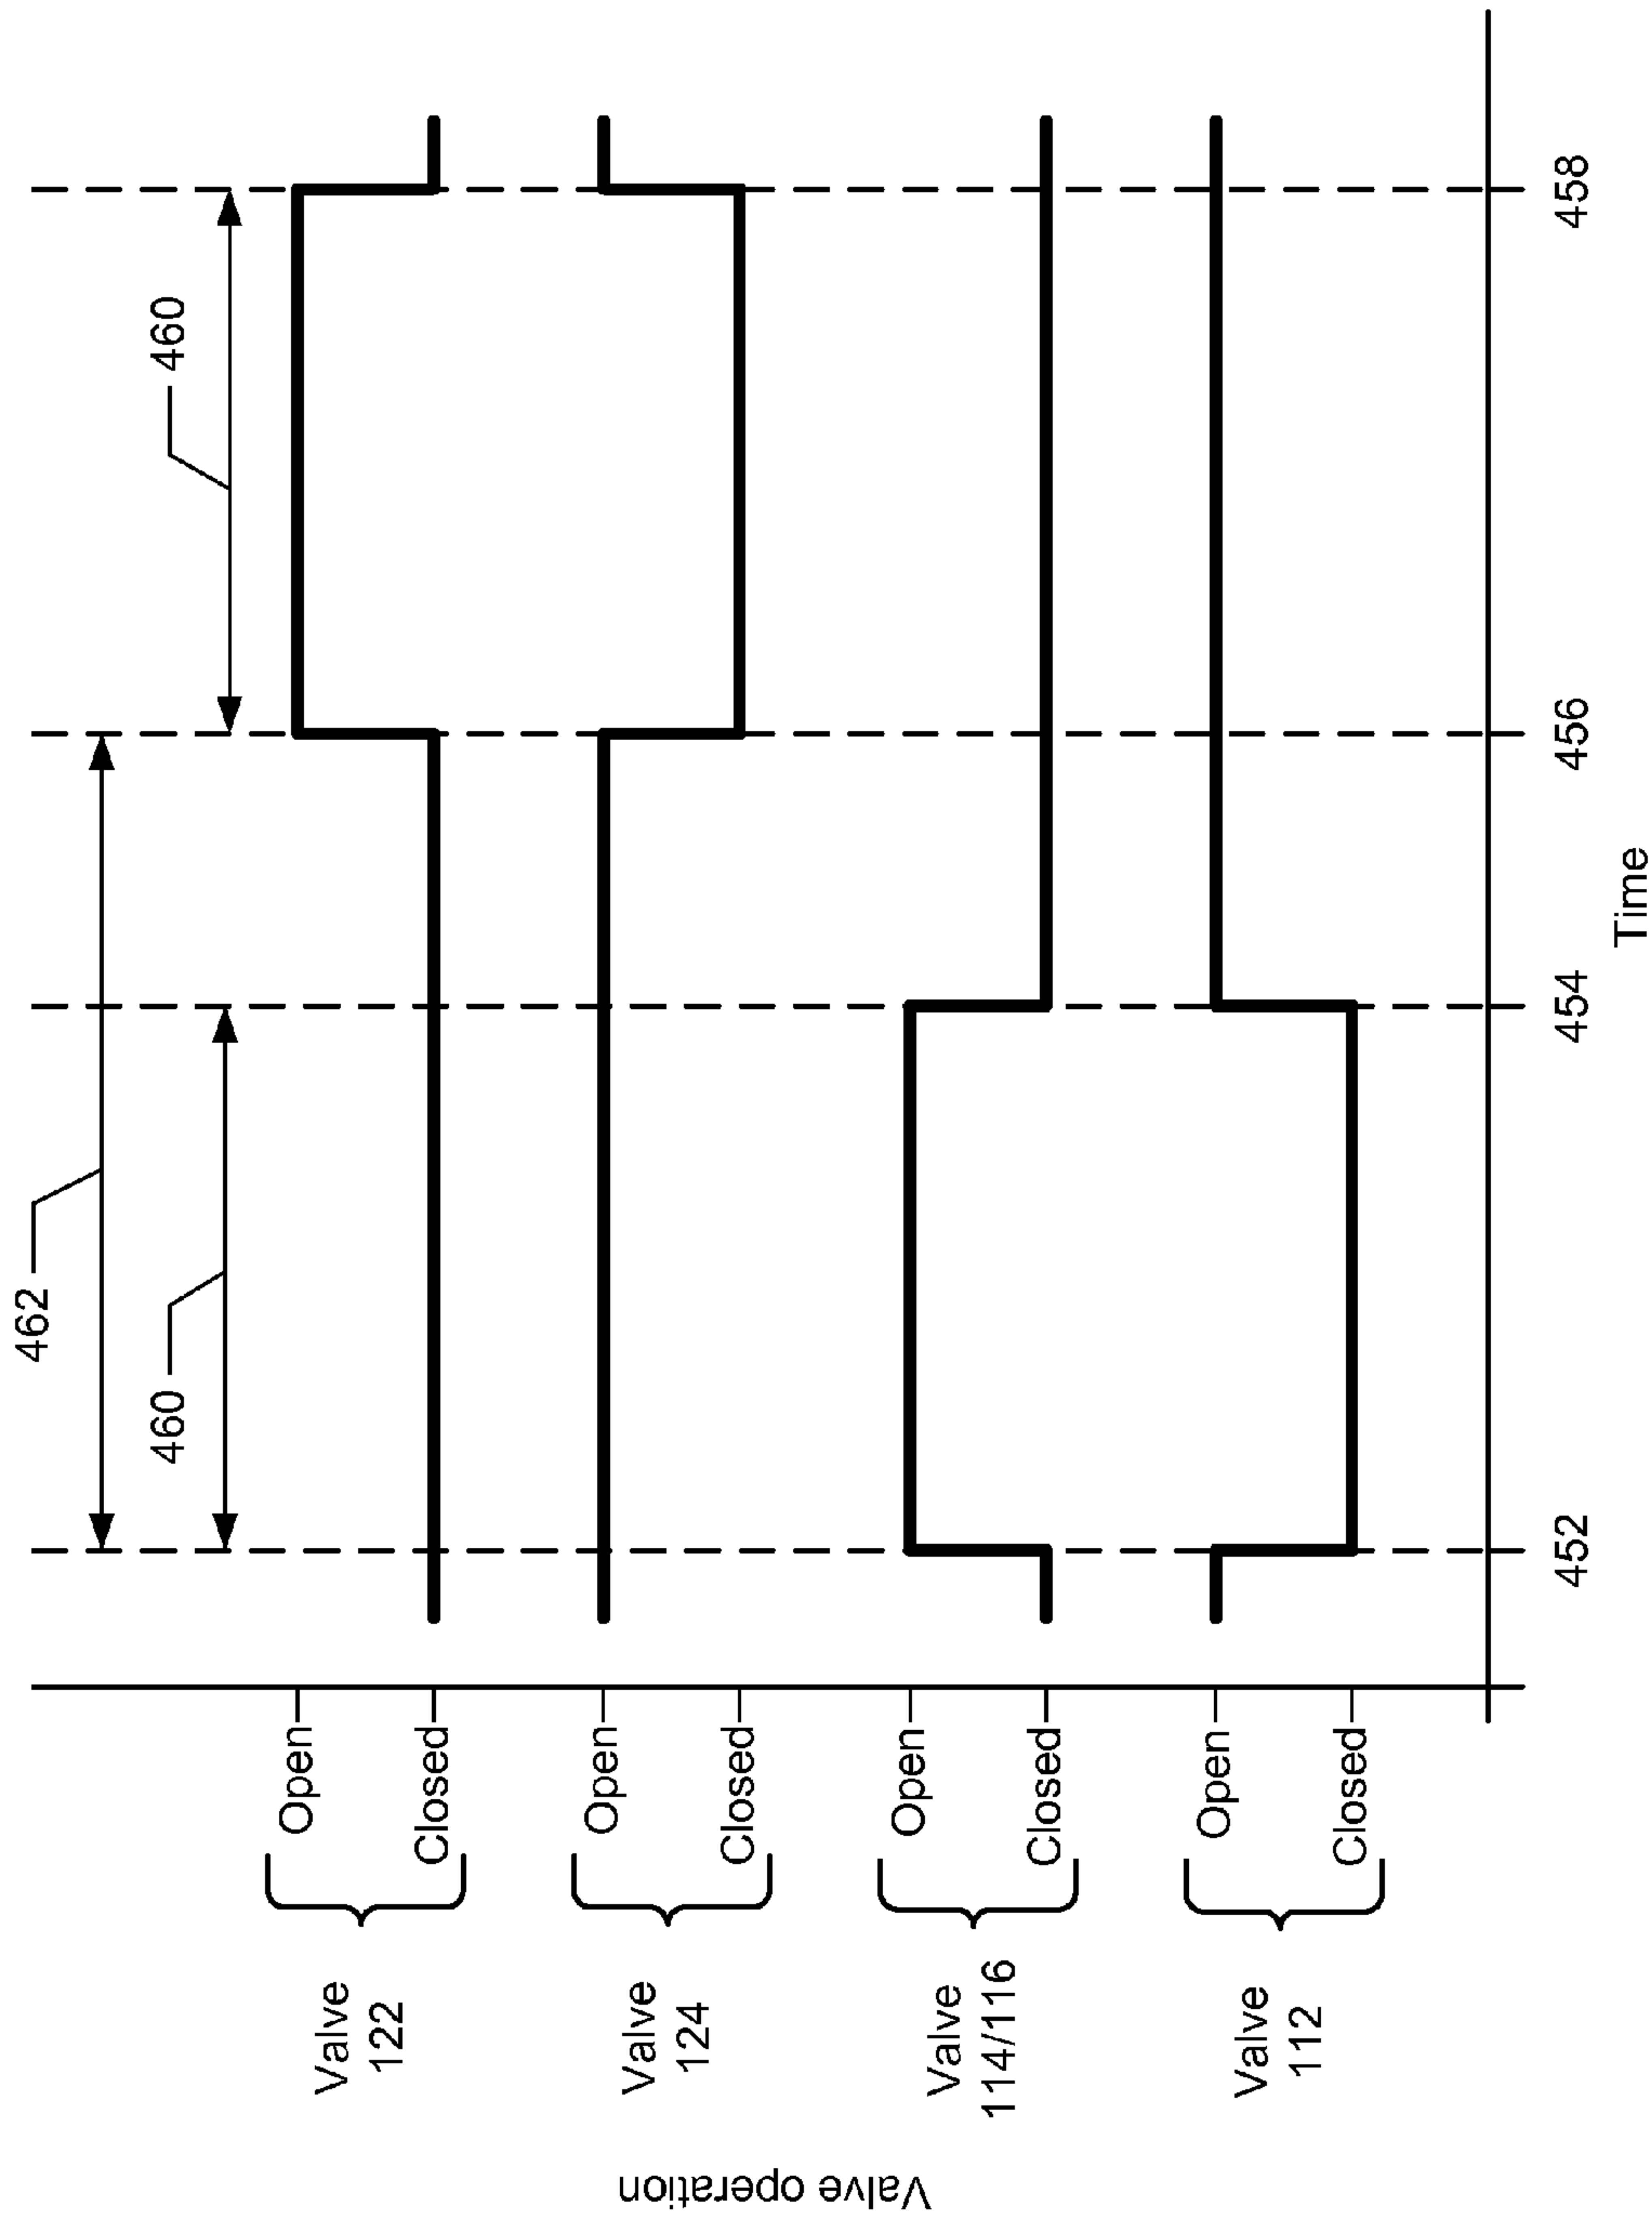 462
460
460
Valve
122
Open
Closed
Valve
124
Open
Closed
Valve
114/116
Open
Closed
Valve
112
Open
Closed
Valve operation
452
454
456
458
Time